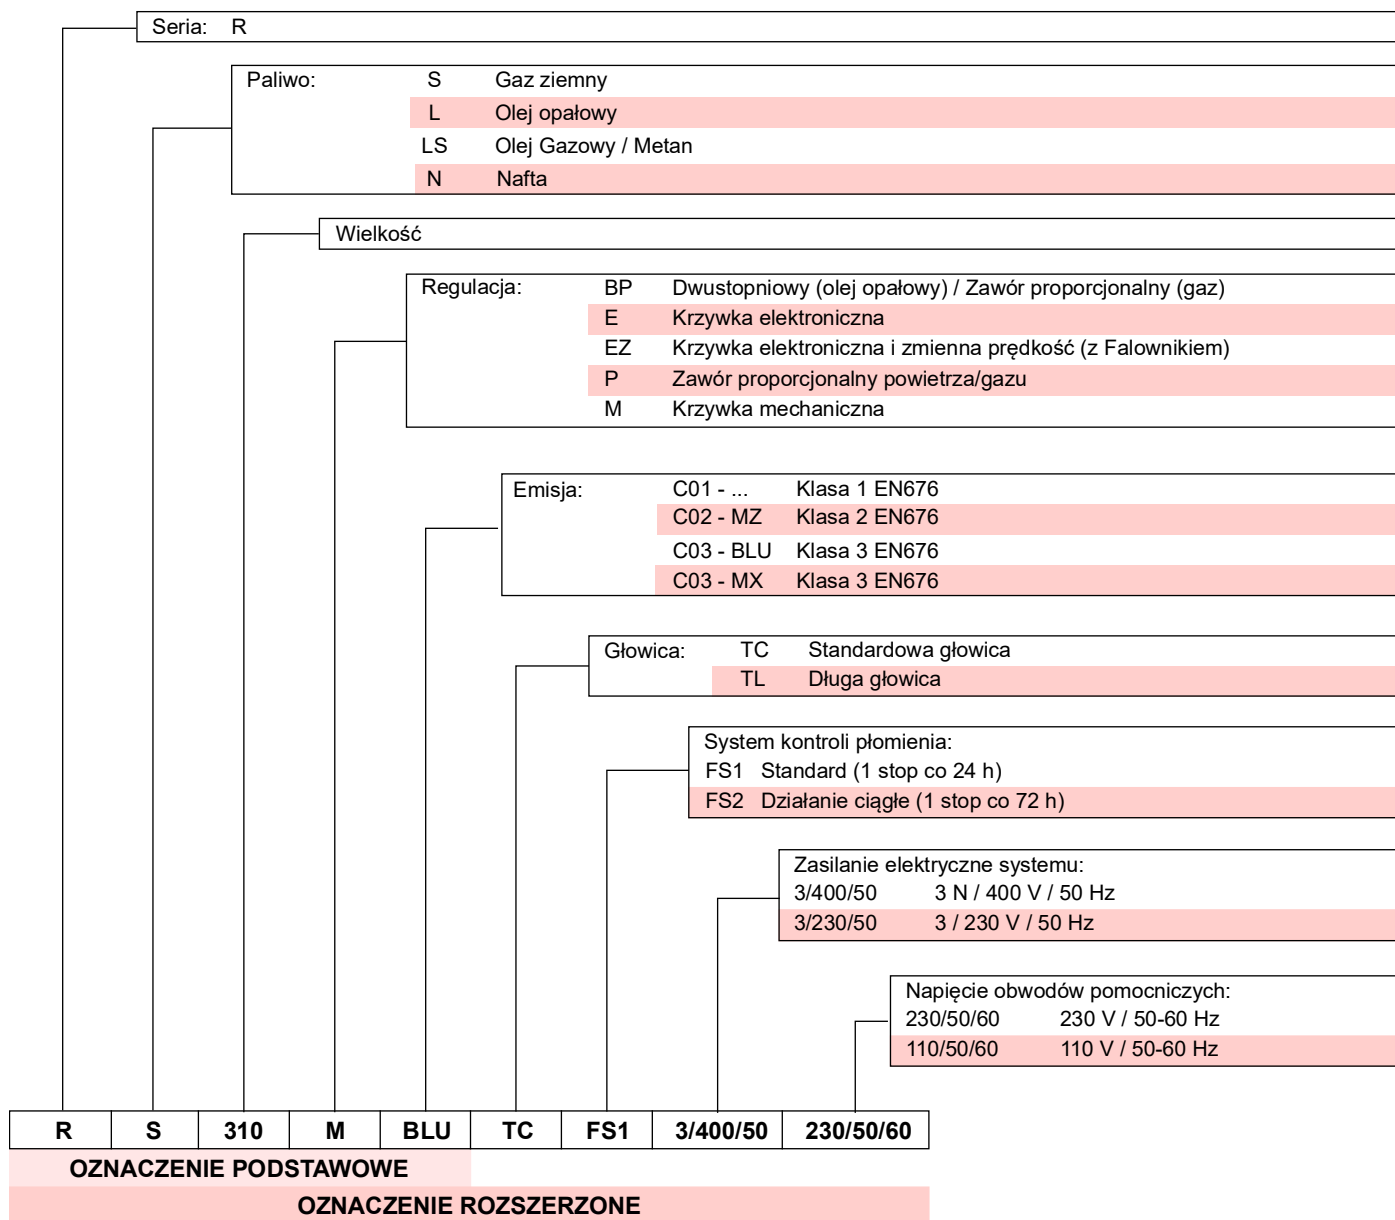 Seria: R
Paliwo: S Gaz ziemny
L Olej opałowy
LS Olej Gazowy / Metan
N Nafta
Wielkość
Regulacja: BP Dwustopniowy (olej opałowy) / Zawór proporcjonalny (gaz)
E Krzywka elektroniczna
EZ Krzywka elektroniczna i zmienna prędkość (z Falownikiem)
P Zawór proporcjonalny powietrza/gazu
M Krzywka mechaniczna
Emisja: C01 - ... Klasa 1 EN676
C02 - MZ Klasa 2 EN676
C03 - BLU Klasa 3 EN676
C03 - MX Klasa 3 EN676
Głowica: TC Standardowa głowica
TL Długa głowica
System kontroli płomienia:
FS1 Standard (1 stop co 24 h)
FS2 Działanie ciągłe (1 stop co 72 h)
Zasilanie elektryczne systemu:
3/400/50 3 N / 400 V / 50 Hz
3/230/50 3 / 230 V / 50 Hz
Napięcie obwodów pomocniczych:
230/50/60 230 V / 50-60 Hz
110/50/60 110 V / 50-60 Hz
R S 310 M BLU TC FS1 3/400/50 230/50/60
OZNACZENIE PODSTAWOWE
OZNACZENIE ROZSZERZONE